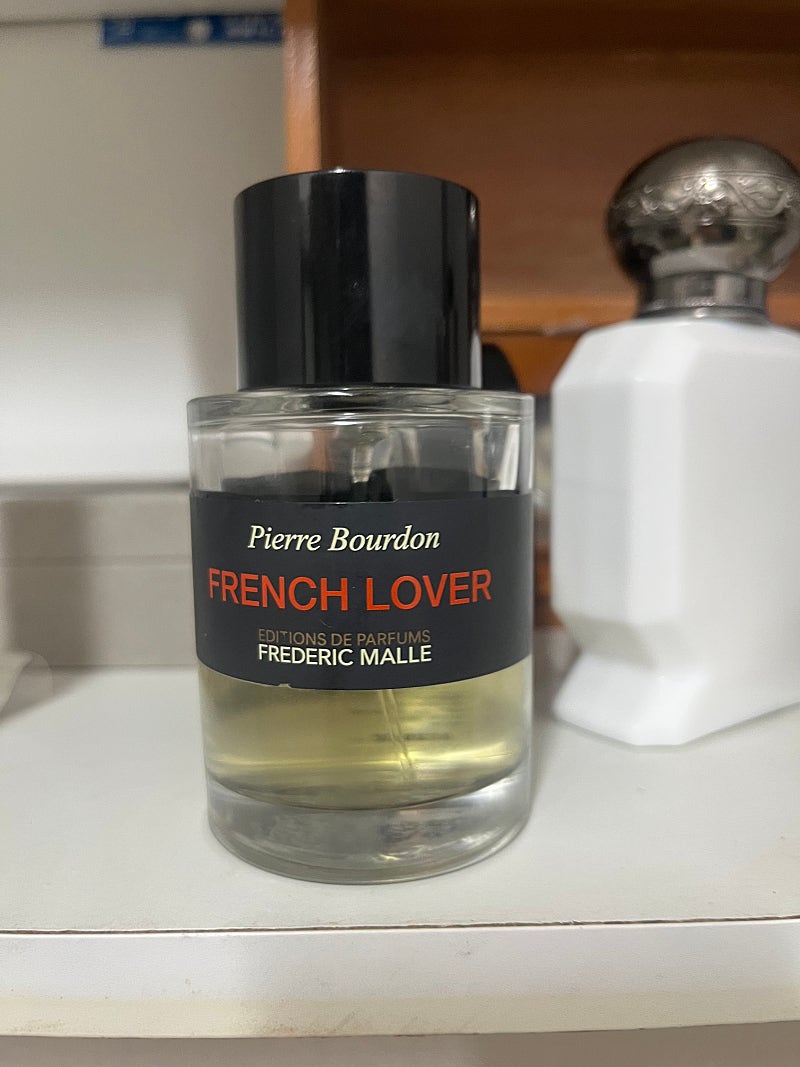 Pierre Bourdon
FRENCH LOVER
EDITIONS DE PARFUMS
FREDERIC MALLE